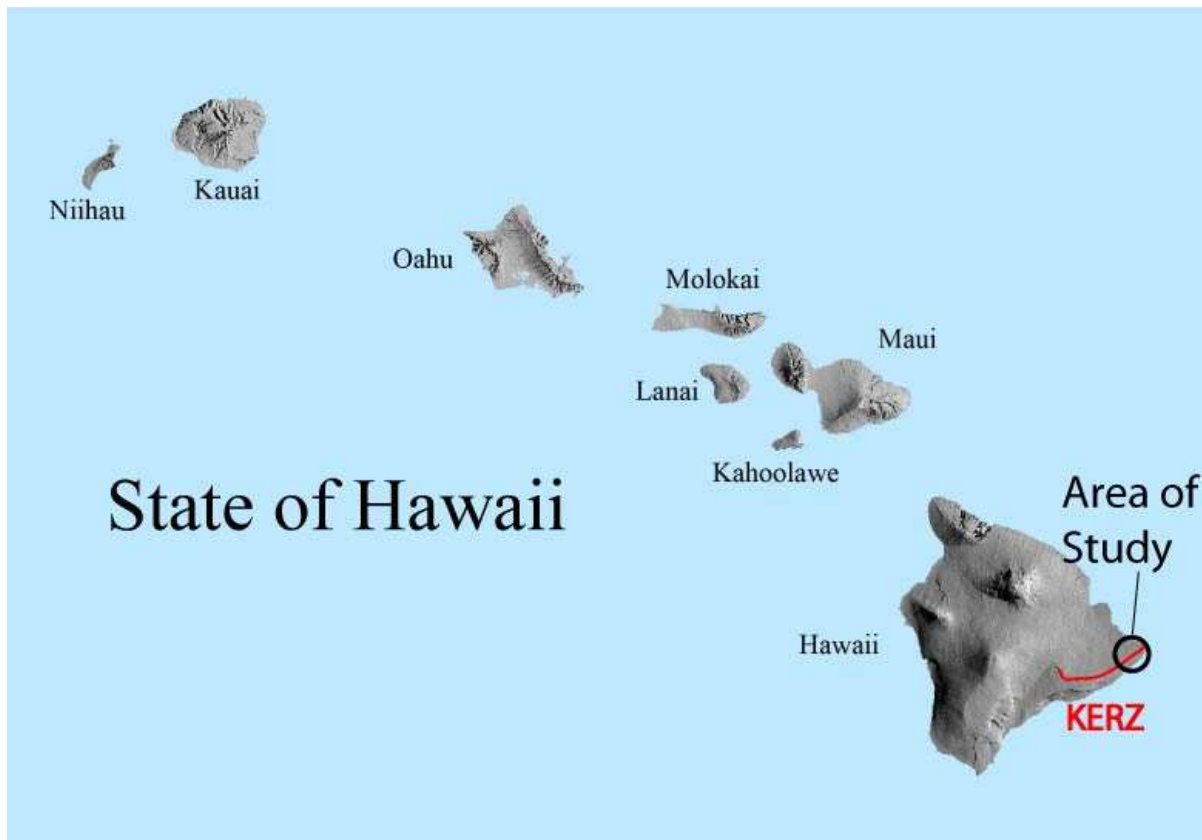 Niihau
Kauai
Oahu
Molokai
Maui
Lanai
Kahoolawe
State of Hawaii
Area of
Study
Hawaii
KERZ